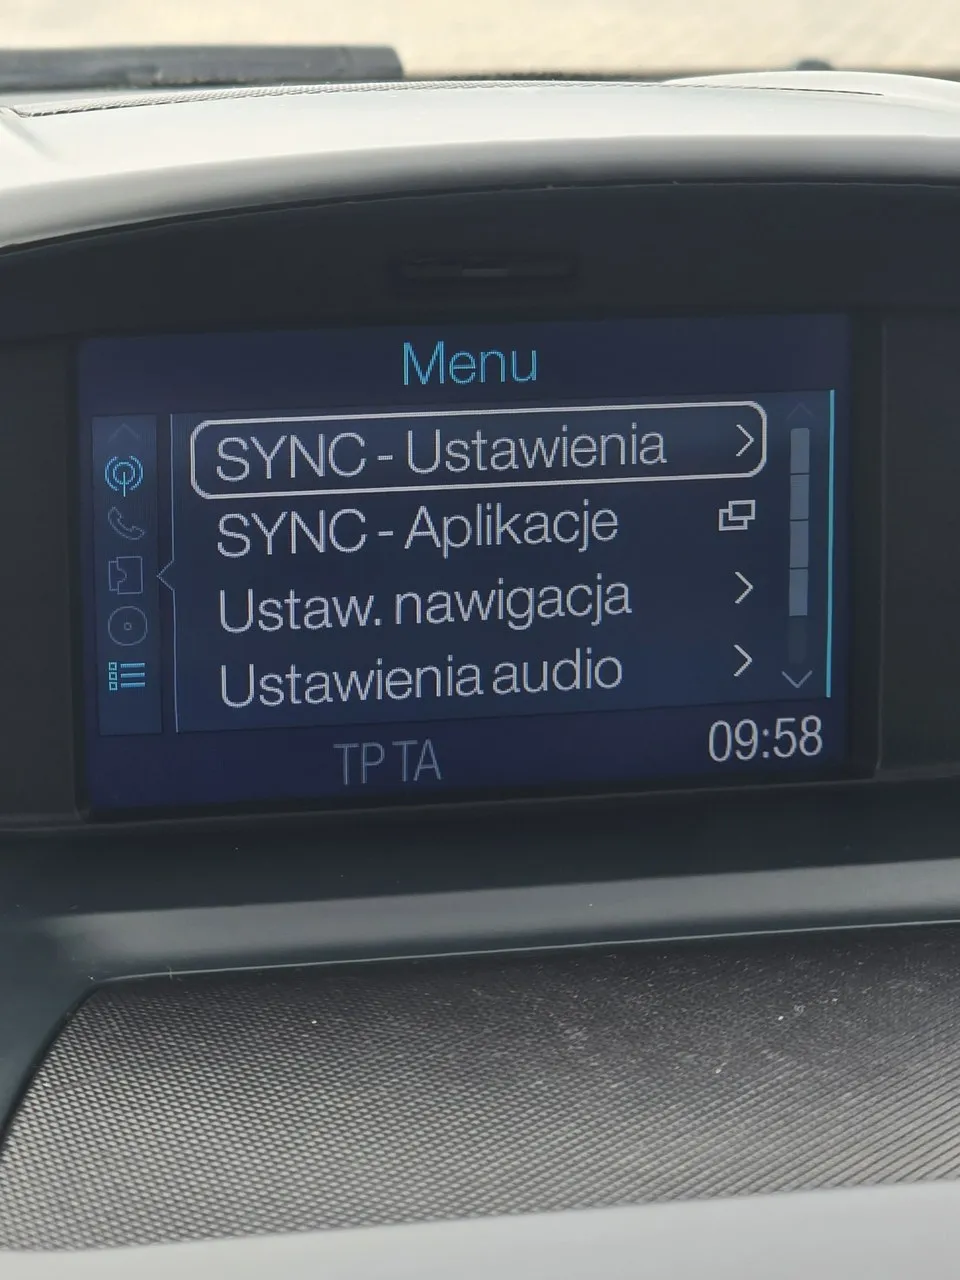 Menu
SYNC - Ustawienia
SYNC - Aplikacje
Ustaw. nawigacja
Ustawienia audio
TP TA
09:58